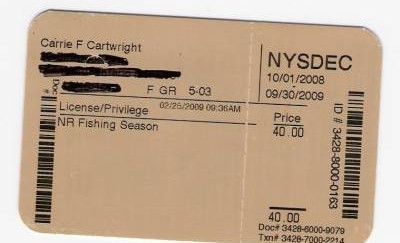 Carrie F Cartwright
NYSDEC
10/01/2008
09/30/2009
F GR 5-03
Doc
License/Privilege 02/25/2009 09:36AM Price
NR Fishing Season 40.00
ID # 3428-8000-0163
40.00
Doc# 3428-6000-9079
Txn# 3428-7000-2214